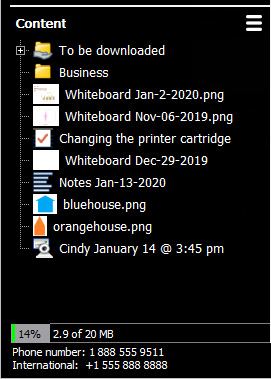 Content
To be downloaded
Business
Whiteboard Jan-2-2020.png
Whiteboard Nov-06-2019.png
Changing the printer cartridge
Whiteboard Dec-29-2019
Notes Jan-13-2020
bluehouse.png
orangehouse.png
Cindy January 14 @ 3:45 pm
14% 2.9 of 20 MB
Phone number: 1 888 555 9511
International: +1 555 888 8888